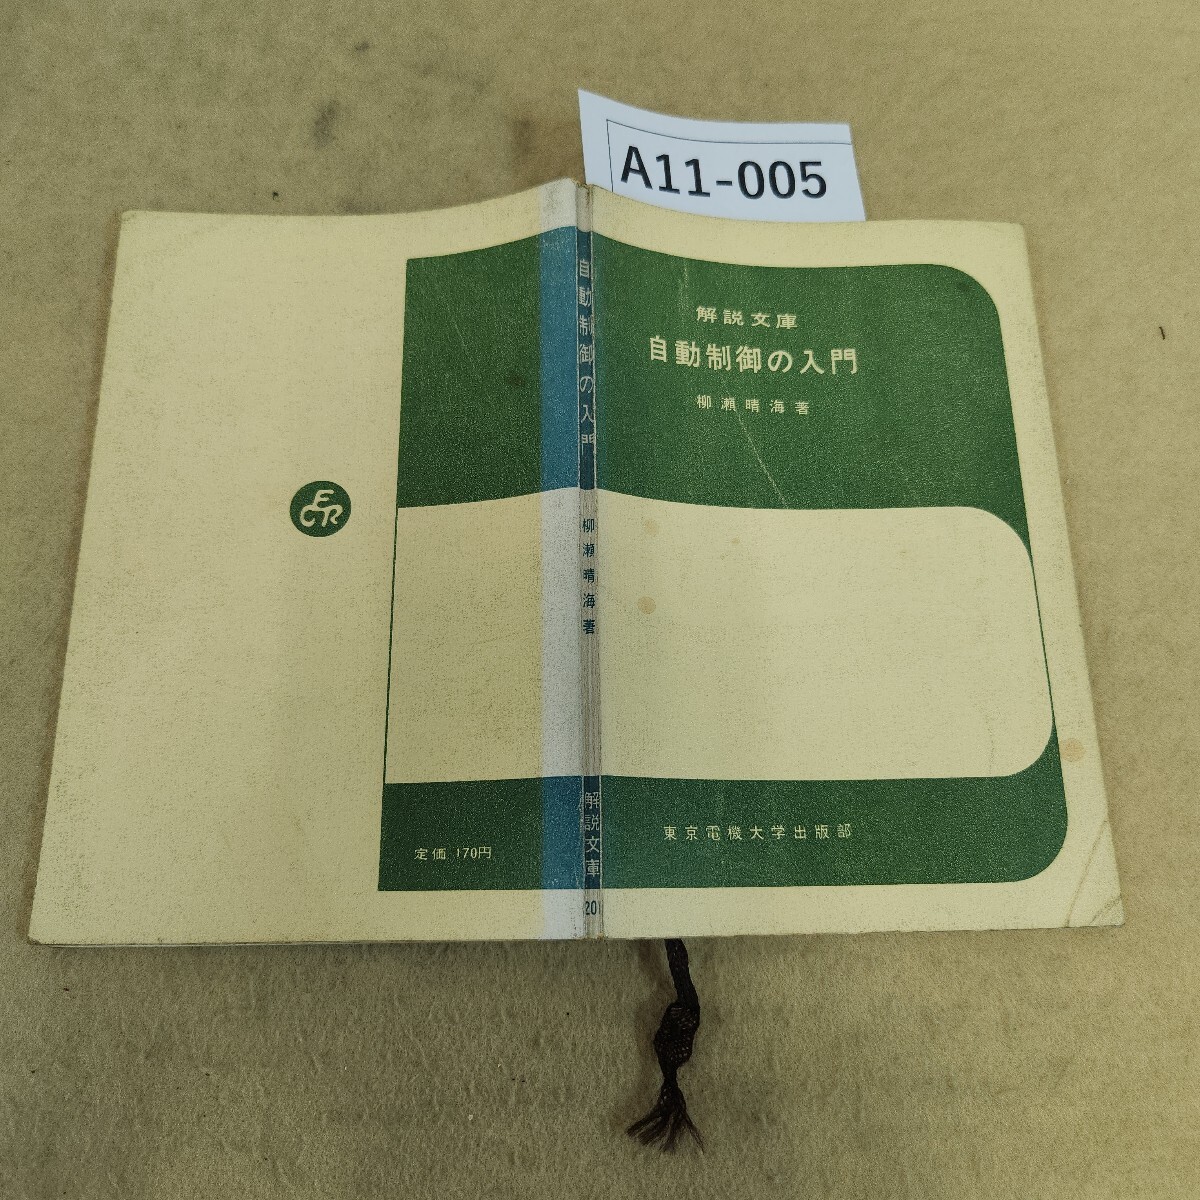 A11-005
解説文庫
自動制御の入門
柳瀬晴海著
東京電機大学出版部
自動制御の入門
柳瀬晴海著
解説文庫
201
定価 170円